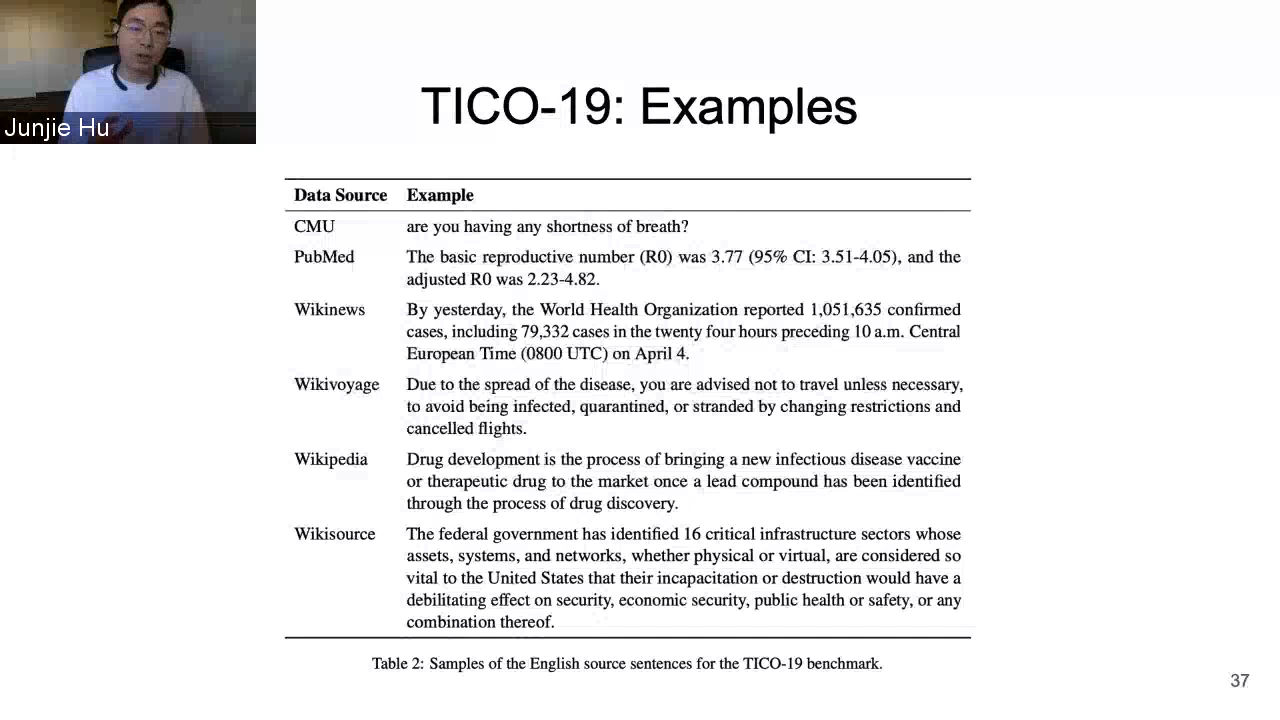 Junjie Hu
TICO-19: Examples
Data Source Example
CMU are you having any shortness of breath?
PubMed The basic reproductive number (R0) was 3.77 (95% CI: 3.51-4.05), and the
adjusted R0 was 2.23-4.82.
Wikinews By yesterday, the World Health Organization reported 1,051,635 confirmed
cases, including 79,332 cases in the twenty four hours preceding 10 a.m. Central
European Time (0800 UTC) on April 4.
Wikivoyage Due to the spread of the disease, you are advised not to travel unless necessary,
to avoid being infected, quarantined, or stranded by changing restrictions and
cancelled flights.
Wikipedia Drug development is the process of bringing a new infectious disease vaccine
or therapeutic drug to the market once a lead compound has been identified
through the process of drug discovery.
Wikisource The federal government has identified 16 critical infrastructure sectors whose
assets, systems, and networks, whether physical or virtual, are considered so
vital to the United States that their incapacitation or destruction would have a
debilitating effect on security, economic security, public health or safety, or any
combination thereof.
Table 2: Samples of the English source sentences for the TICO-19 benchmark.
37